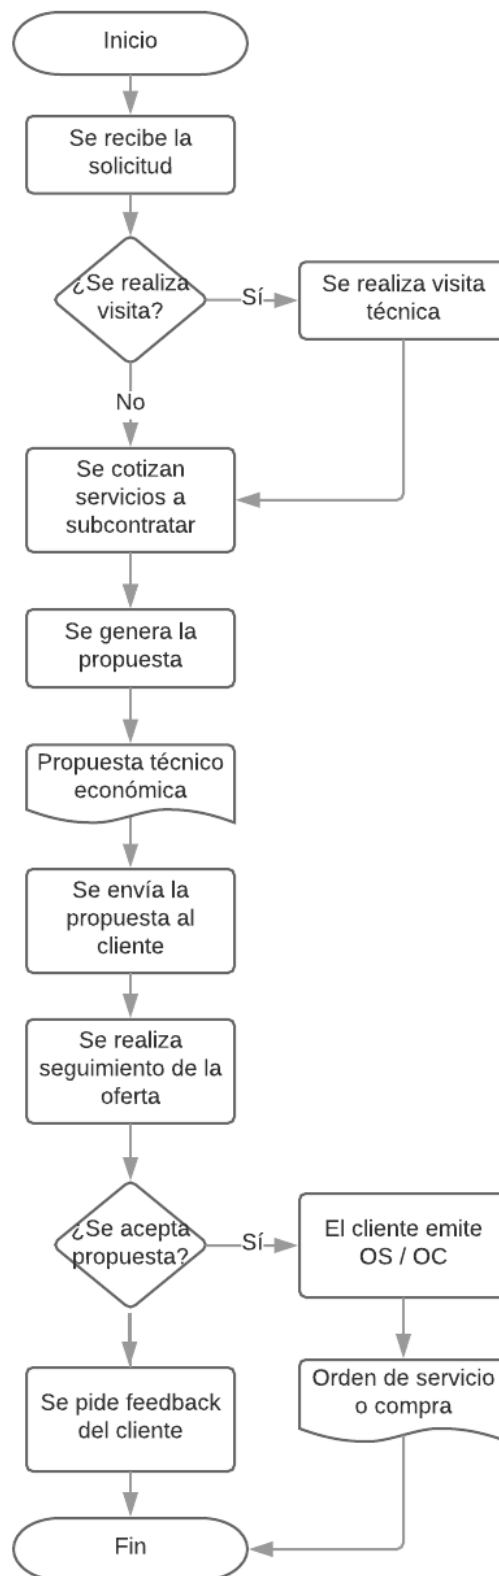 Inicio
Se recibe la
solicitud
¿Se realiza
visita?
Sí
Se realiza visita
técnica
No
Se cotizan
servicios a
subcontratar
Se genera la
propuesta
Propuesta técnico
económica
Se envía la
propuesta al
cliente
Se realiza
seguimiento de la
oferta
¿Se acepta
propuesta?
Sí
El cliente emite
OS / OC
Orden de servicio
o compra
Se pide feedback
del cliente
Fin